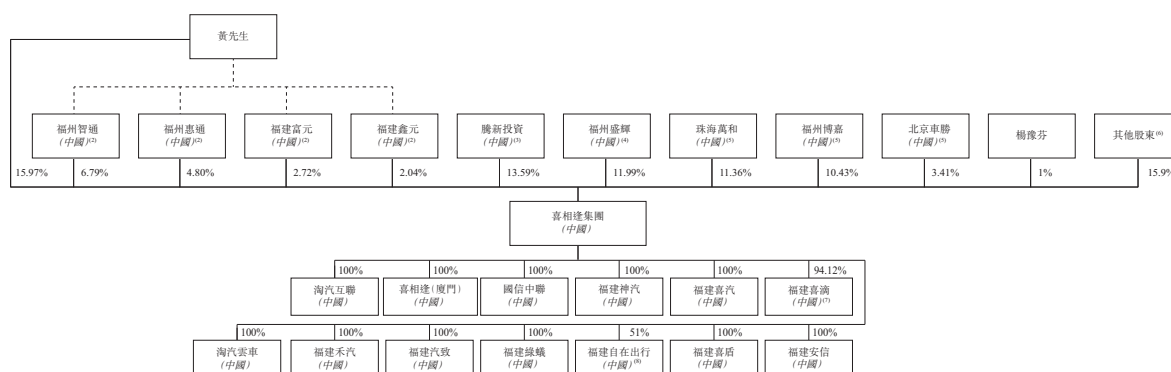 黃先生
福州智通
(中國)(2)
福州惠通
(中國)(2)
福建富元
(中國)(2)
福建鑫元
(中國)(2)
騰新投資
(中國)(3)
福州盛輝
(中國)(4)
珠海萬和
(中國)(5)
福州博嘉
(中國)(5)
北京車勝
(中國)(5)
楊豫芬
其他股東(6)
15.97% 6.79% 4.80% 2.72% 2.04% 13.59% 11.99% 11.36% 10.43% 3.41% 1% 15.9%
喜相逢集團
(中國)
100% 100% 100% 100% 100% 94.12%
淘汽互聯
(中國)
喜相逢(廈門)
(中國)
國信中聯
(中國)
福建神汽
(中國)
福建喜汽
(中國)
福建喜滴
(中國)(7)
100% 100% 100% 100% 51% 100% 100%
淘汽雲車
(中國)
福建禾汽
(中國)
福建汽致
(中國)
福建綠蟻
(中國)
福建自在出行
(中國)(8)
福建喜盾
(中國)
福建安信
(中國)